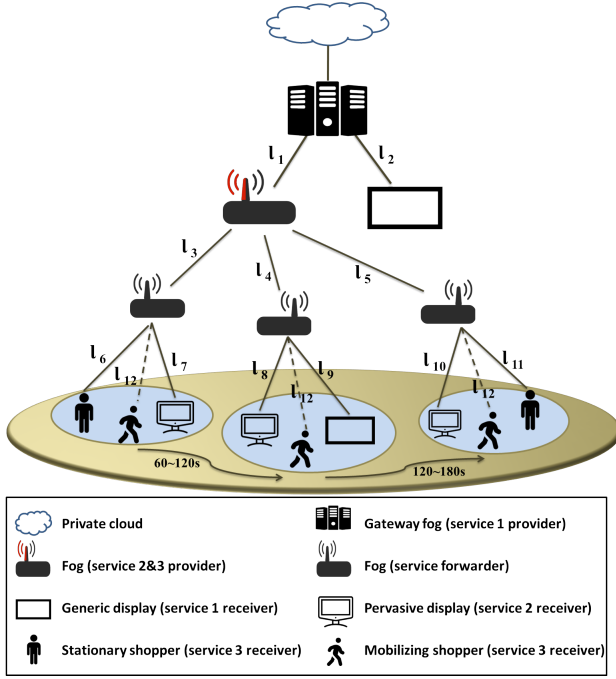 l1
l2
l3
l4
l5
l6
l12
l7
l8
l12
l9
l10
l12
l11
60~120s
120~180s
Private cloud
Gateway fog (service 1 provider)
Fog (service 2&3 provider)
Fog (service forwarder)
Generic display (service 1 receiver)
Pervasive display (service 2 receiver)
Stationary shopper (service 3 receiver)
Mobilizing shopper (service 3 receiver)